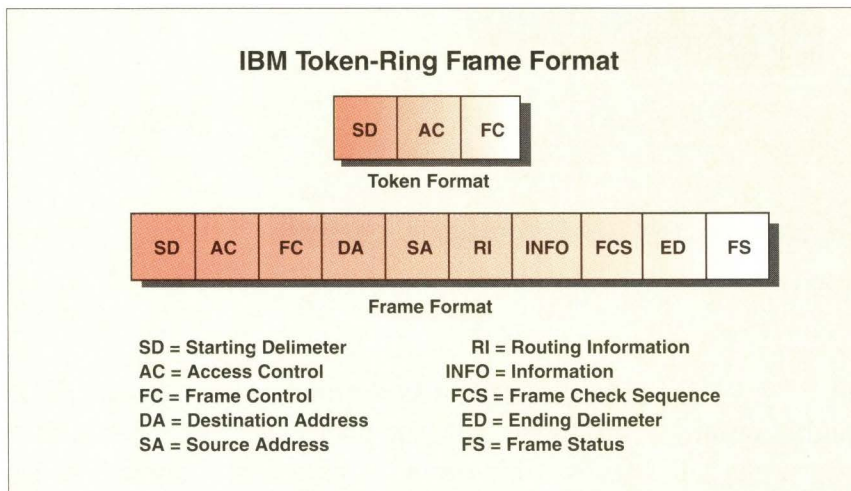 IBM Token-Ring Frame Format
SD AC FC
Token Format
SD AC FC DA SA RI INFO FCS ED FS
Frame Format
SD = Starting Delimeter
AC = Access Control
FC = Frame Control
DA = Destination Address
SA = Source Address
RI = Routing Information
INFO = Information
FCS = Frame Check Sequence
ED = Ending Delimeter
FS = Frame Status